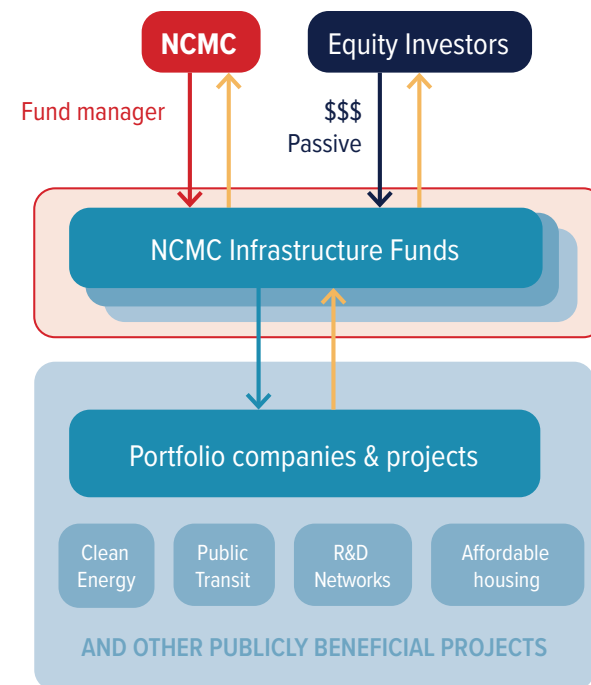 NCMC
Equity Investors
Fund manager
$$$
Passive
NCMC Infrastructure Funds
Portfolio companies & projects
Clean
Energy
Public
Transit
R&D
Networks
Affordable
housing
AND OTHER PUBLICLY BENEFICIAL PROJECTS